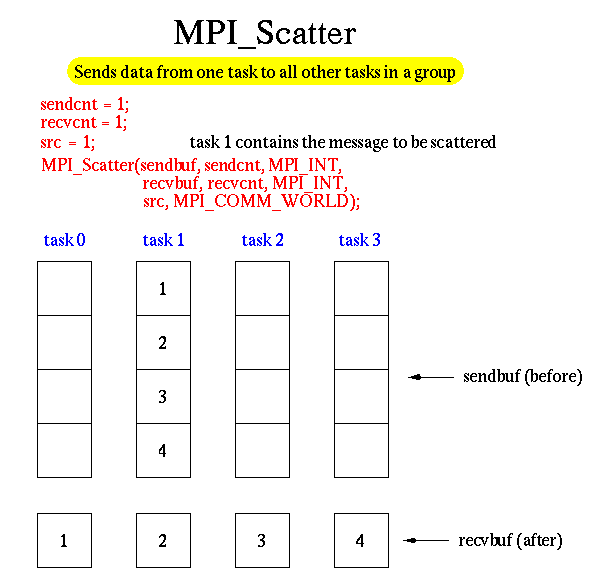 MPI_Scatter
Sends data from one task to all other tasks in a group
sendcnt = 1;
recvcnt = 1;
src = 1; task 1 contains the message to be scattered
MPI_Scatter(sendbuf, sendcnt, MPI_INT,
recvbuf, recvcnt, MPI_INT,
src, MPI_COMM_WORLD);
task 0 task 1 task 2 task 3
1
2
sendbuf (before)
3
4
1 2 3 4 recvbuf (after)